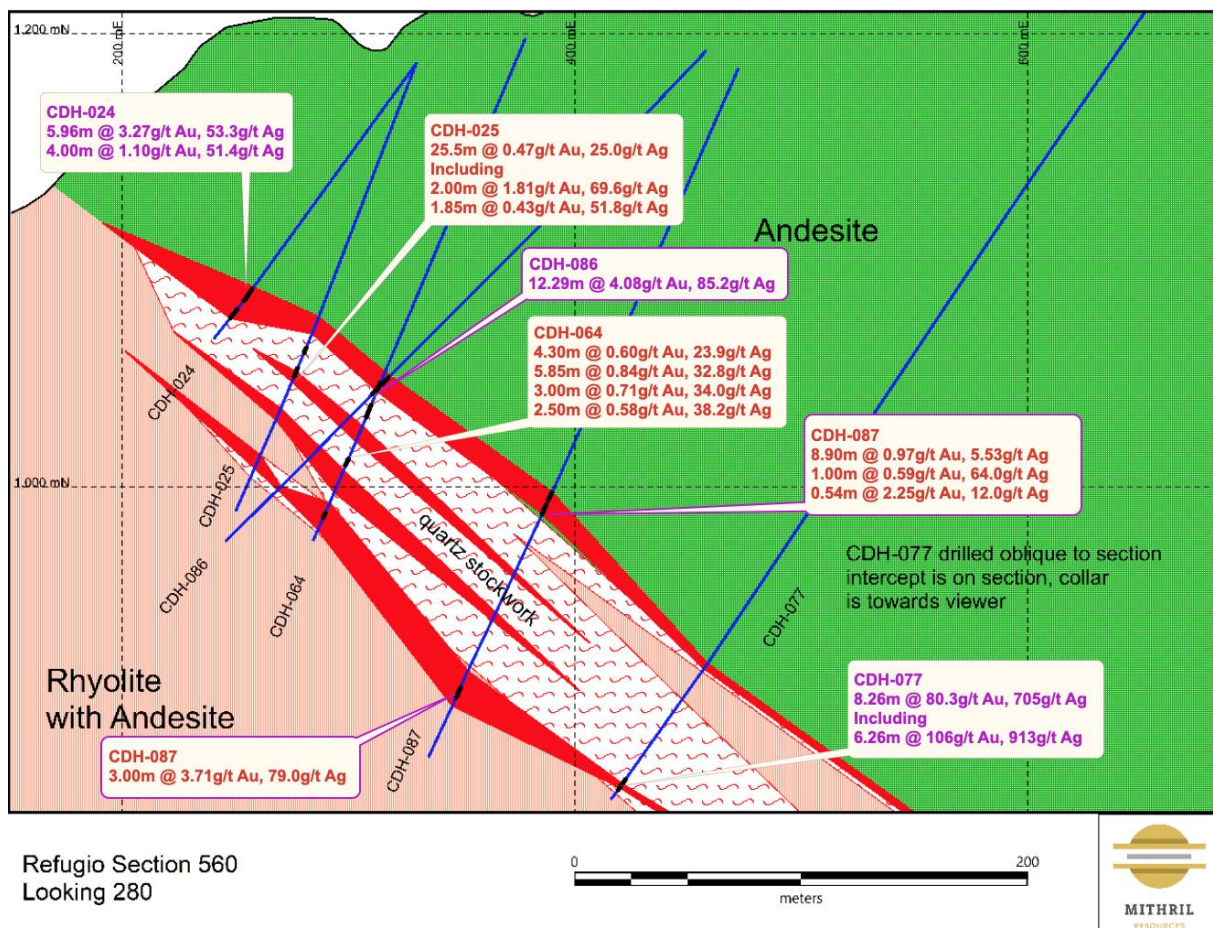 1,200 mN
200 mE
400 mE
600 mE
CDH-024
5.96m @ 3.27g/t Au, 53.3g/t Ag
4.00m @ 1.10g/t Au, 51.4g/t Ag
CDH-025
25.5m @ 0.47g/t Au, 25.0g/t Ag
Including
2.00m @ 1.81g/t Au, 69.6g/t Ag
1.85m @ 0.43g/t Au, 51.8g/t Ag
Andesite
CDH-086
12.29m @ 4.08g/t Au, 85.2g/t Ag
CDH-064
4.30m @ 0.60g/t Au, 23.9g/t Ag
5.85m @ 0.84g/t Au, 32.8g/t Ag
3.00m @ 0.71g/t Au, 34.0g/t Ag
2.50m @ 0.58g/t Au, 38.2g/t Ag
CDH-024
CDH-087
8.90m @ 0.97g/t Au, 5.53g/t Ag
1.00m @ 0.59g/t Au, 64.0g/t Ag
0.54m @ 2.25g/t Au, 12.0g/t Ag
1,000 mN
CDH-025
CDH-086
CDH-064
quartz stockwork
CDH-077 drilled oblique to section
intercept is on section, collar
is towards viewer
CDH-077
Rhyolite
with Andesite
CDH-077
8.26m @ 80.3g/t Au, 705g/t Ag
Including
6.26m @ 106g/t Au, 913g/t Ag
CDH-087
3.00m @ 3.71g/t Au, 79.0g/t Ag
CDH-087
Refugio Section 560
Looking 280
0
200
meters
MITHRIL
RESOURCES